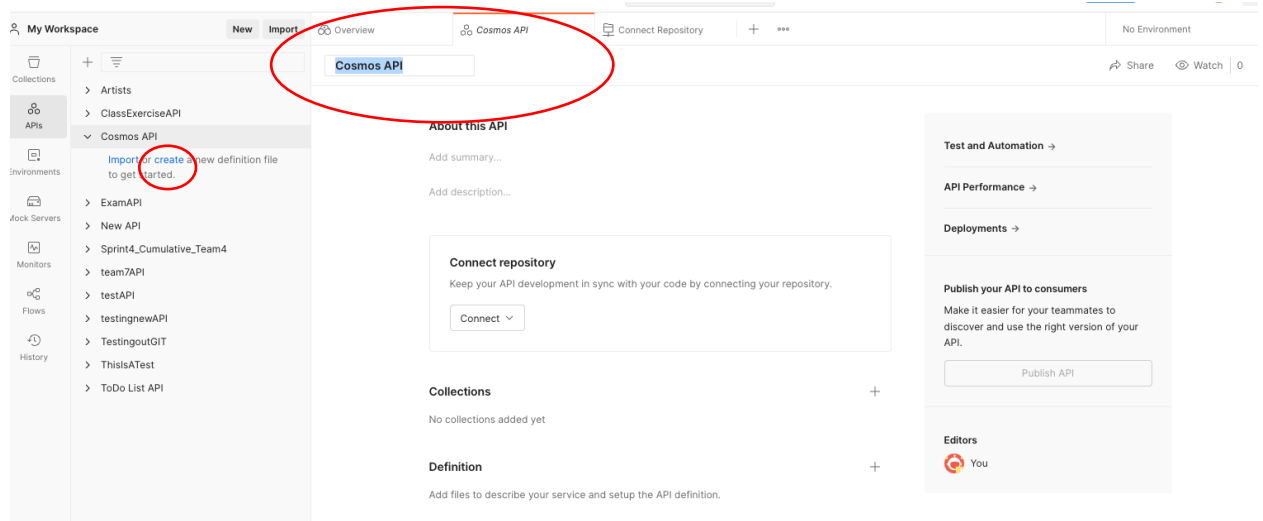 My Workspace
New
Import
Overview
Cosmos API
Connect Repository
No Environment
Collections
APIs
Environments
Mock Servers
Monitors
Flows
History
Artists
ClassExerciseAPI
Cosmos API
Import or create a new definition file
to get started.
ExamAPI
New API
Sprint4_Cumulative_Team4
team7API
testAPI
testingnewAPI
TestingoutGIT
ThisIsATest
ToDo List API
Cosmos API
Share
Watch
0
About this API
Add summary...
Add description...
Connect repository
Keep your API development in sync with your code by connecting your repository.
Connect
Collections
No collections added yet
Definition
Add files to describe your service and setup the API definition.
Test and Automation →
API Performance →
Deployments →
Publish your API to consumers
Make it easier for your teammates to
discover and use the right version of your
API.
Publish API
Editors
You